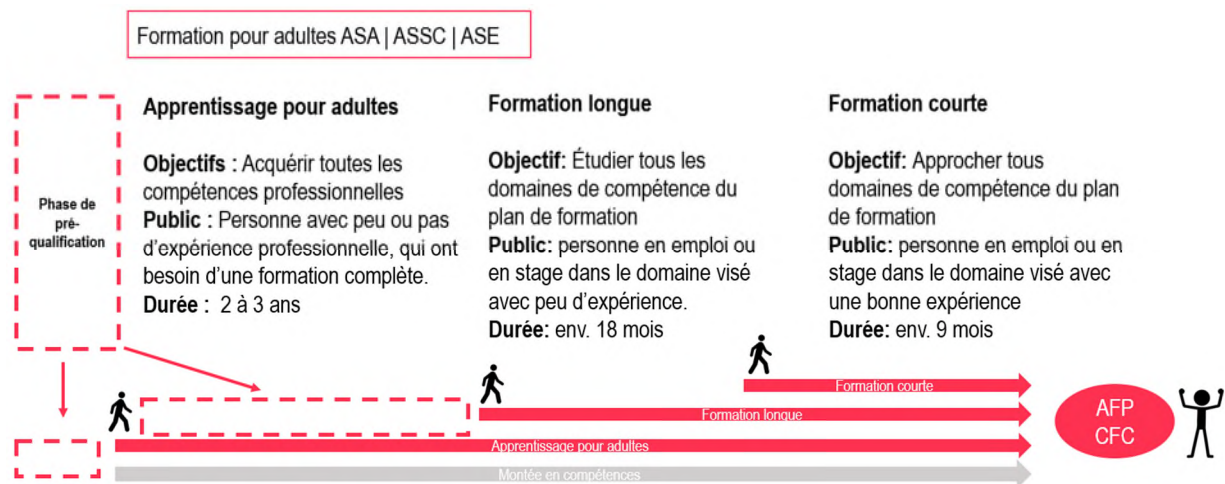 Formation pour adultes ASA | ASSC | ASE
Phase de
pré-
qualification
Apprentissage pour adultes
Objectifs : Acquérir toutes les
compétences professionnelles
Public : Personne avec peu ou pas
d'expérience professionnelle, qui ont
besoin d'une formation complète.
Durée : 2 à 3 ans
Formation longue
Objectif: Étudier tous les
domaines de compétence du
plan de formation
Public: personne en emploi ou
en stage dans le domaine visé
avec peu d'expérience.
Durée: env. 18 mois
Formation courte
Objectif: Approcher tous
domaines de compétence du plan
de formation
Public: personne en emploi ou en
stage dans le domaine visé avec
une bonne expérience
Durée: env. 9 mois
Formation courte
Formation longue
Apprentissage pour adultes
Montée en compétences
AFP
CFC